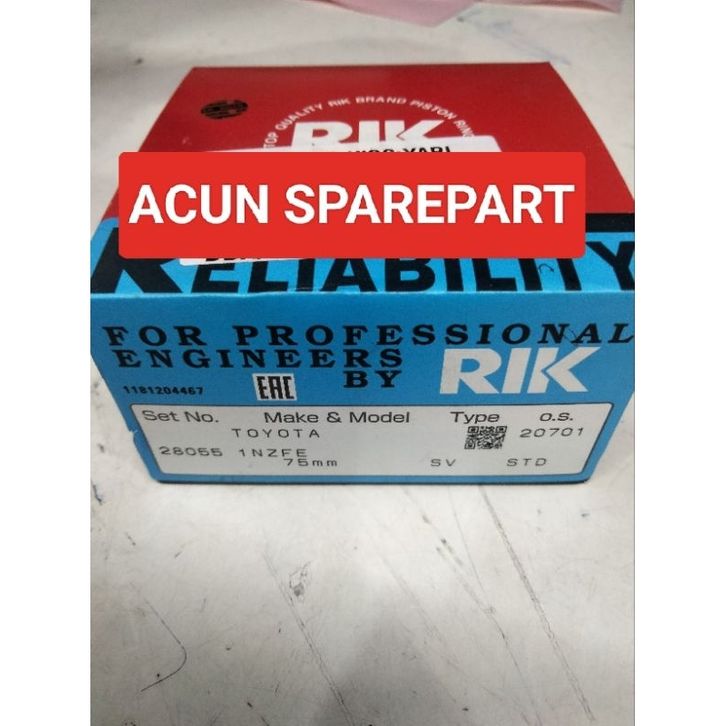 TOP QUALITY RIK BRAND PISTON RING
RIK
ACUN SPAREPART
RELIABILITY
FOR PROFESSIONAL
ENGINEERS
BY RIK
1181204467
EAC
Set No. Make & Model Type o.s.
TOYOTA 20701
28055 1NZFE
75mm SV STD